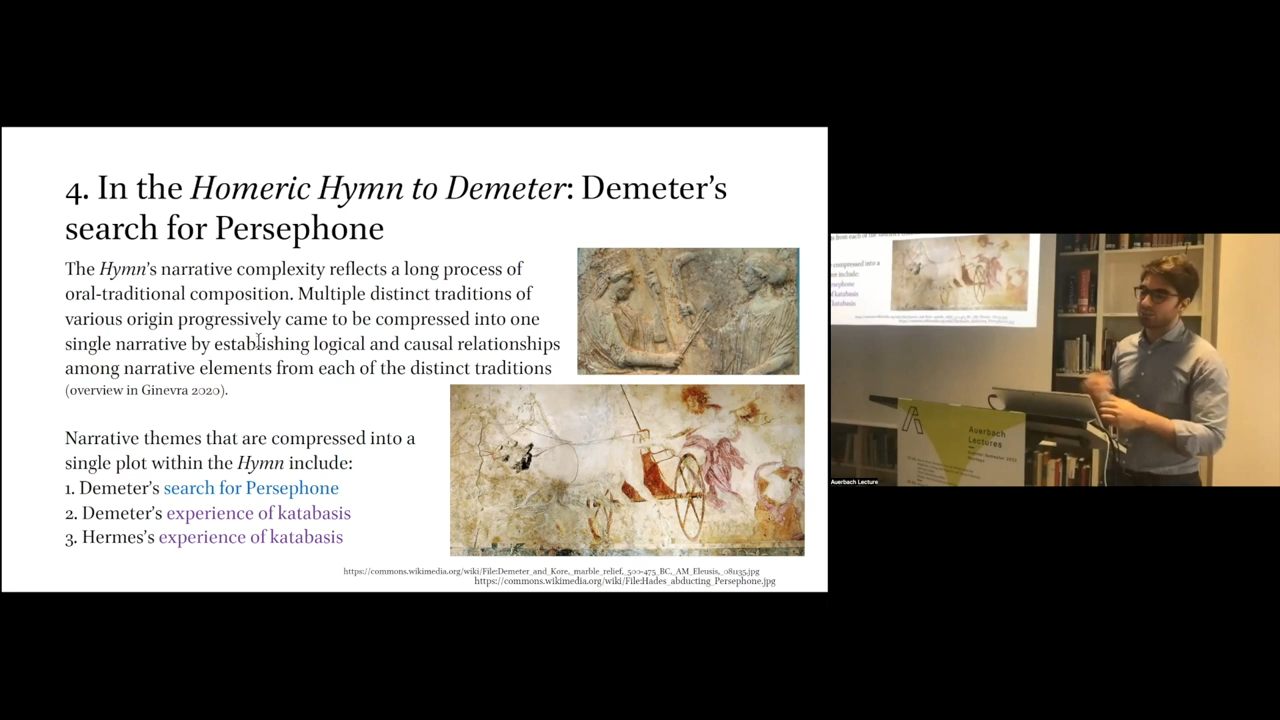 4. In the Homeric Hymn to Demeter: Demeter's
search for Persephone
The Hymn's narrative complexity reflects a long process of
oral-traditional composition. Multiple distinct traditions of
various origin progressively came to be compressed into one
single narrative by establishing logical and causal relationships
among narrative elements from each of the distinct traditions
(overview in Ginevra 2020).
Narrative themes that are compressed into a
single plot within the Hymn include:
1. Demeter's search for Persephone
2. Demeter's experience of katabasis
3. Hermes's experience of katabasis
https://commons.wikimedia.org/wiki/File:Demeter_and_Kore,_marble_relief,_500-475_BC,_AM_Eleusis,_081135.jpg
https://commons.wikimedia.org/wiki/File:Hades_abducting_Persephone.jpg
compressed into a
include:
katabasis
katabasis
Auerbach
Lectures
Auerbach Lecture